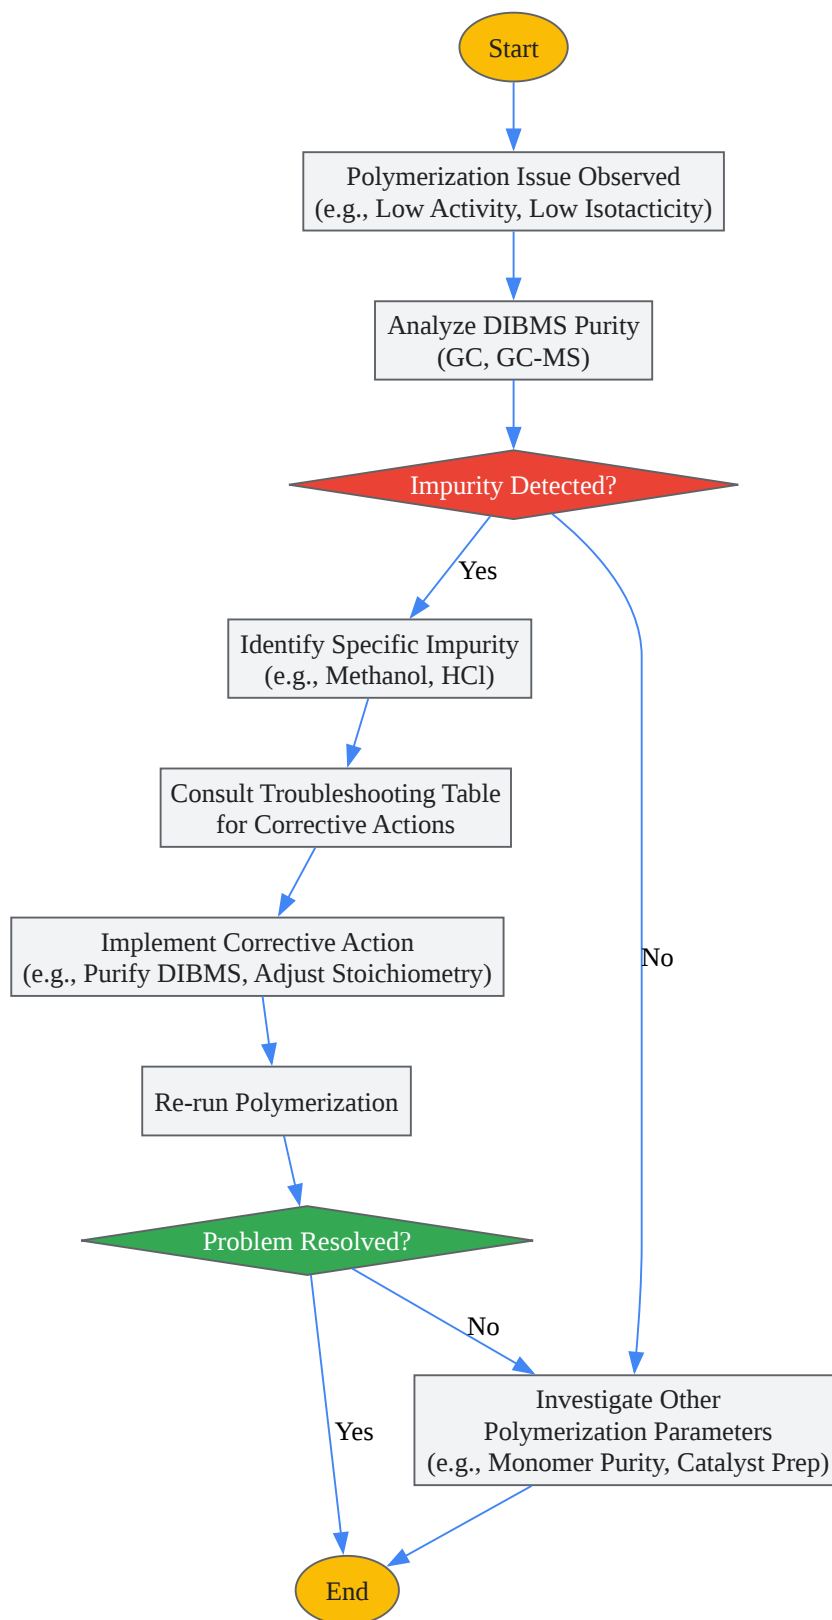 Start
Polymerization Issue Observed
(e.g., Low Activity, Low Isotacticity)
Analyze DIBMS Purity
(GC, GC-MS)
Impurity Detected?
Yes
Identify Specific Impurity
(e.g., Methanol, HCl)
Consult Troubleshooting Table
for Corrective Actions
Implement Corrective Action
(e.g., Purify DIBMS, Adjust Stoichiometry)
No
Re-run Polymerization
Problem Resolved?
No
Investigate Other
Polymerization Parameters
(e.g., Monomer Purity, Catalyst Prep)
Yes
End